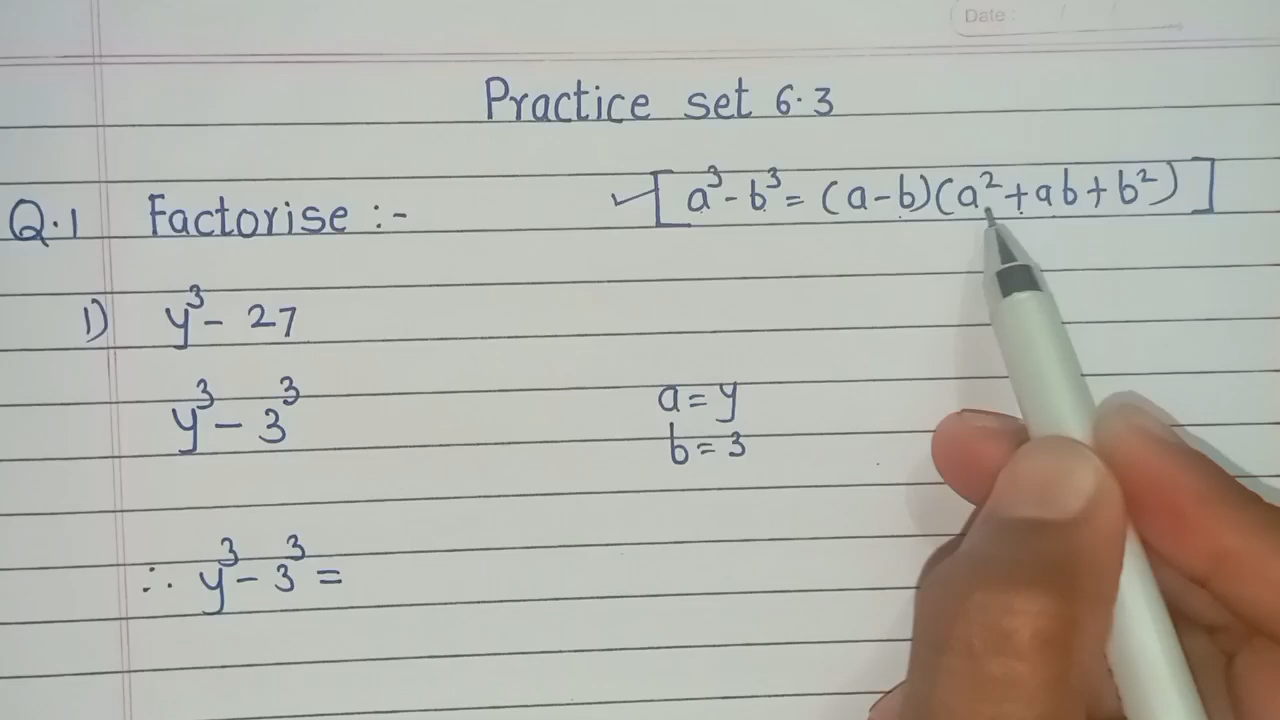 Date :
Practice set 6.3
Q.1 Factorise :- ✓[ a³ - b³ = (a - b)(a² + ab + b²) ]
1) y³ - 27
y³ - 3³ a = y
b = 3
∴ y³ - 3³ =